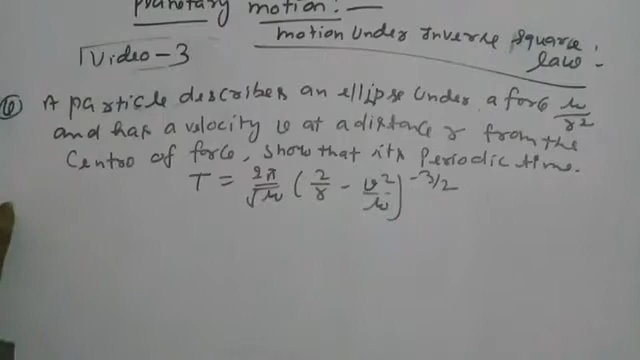 Planetary motion :—
motion under inverse square law :-
Video-3
⑥ A particle describes an ellipse under a force μ/r²
and has a velocity v at a distance r from the
Centre of force, show that its Periodic time.
T = 2π/√μ (2/r - v²/μ)^-3/2